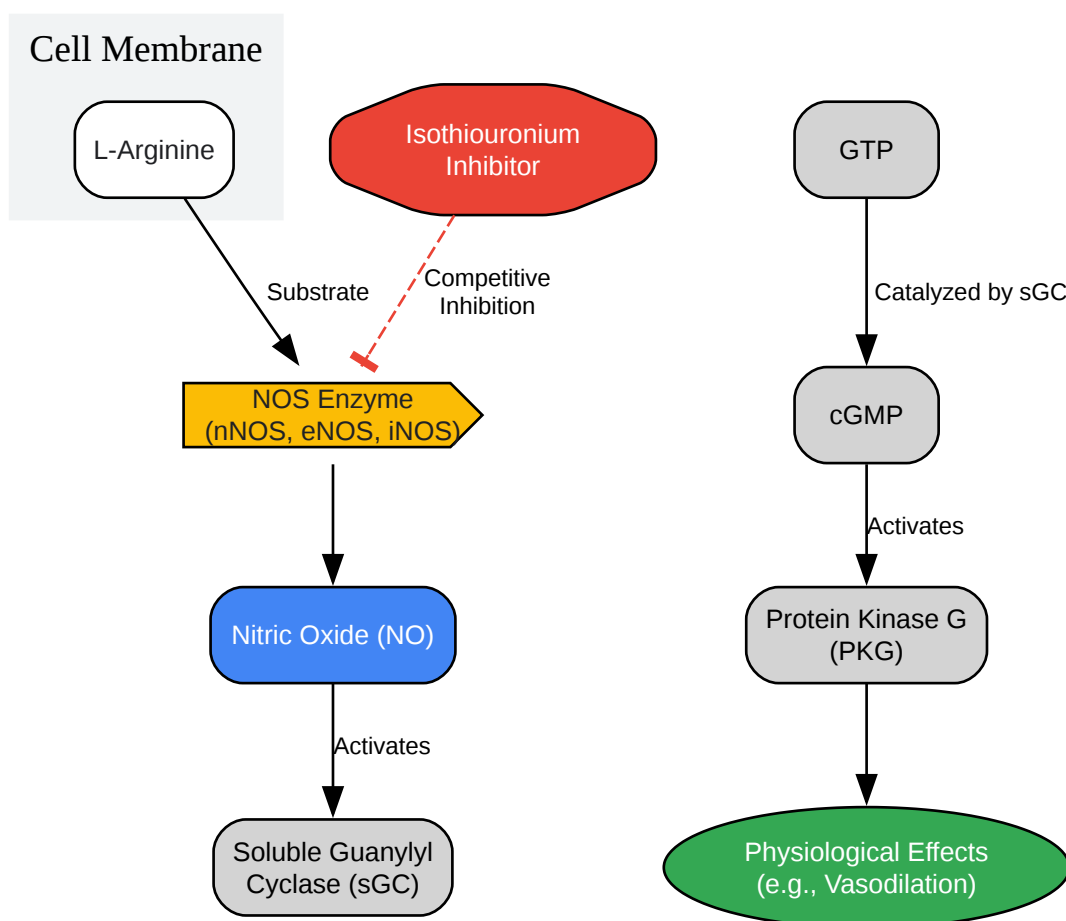 Cell Membrane
L-Arginine
Isothiouronium
Inhibitor
GTP
Substrate
Competitive
Inhibition
Catalyzed by sGC
NOS Enzyme
(nNOS, eNOS, iNOS)
cGMP
Activates
Nitric Oxide (NO)
Protein Kinase G
(PKG)
Activates
Soluble Guanylyl
Cyclase (sGC)
Physiological Effects
(e.g., Vasodilation)